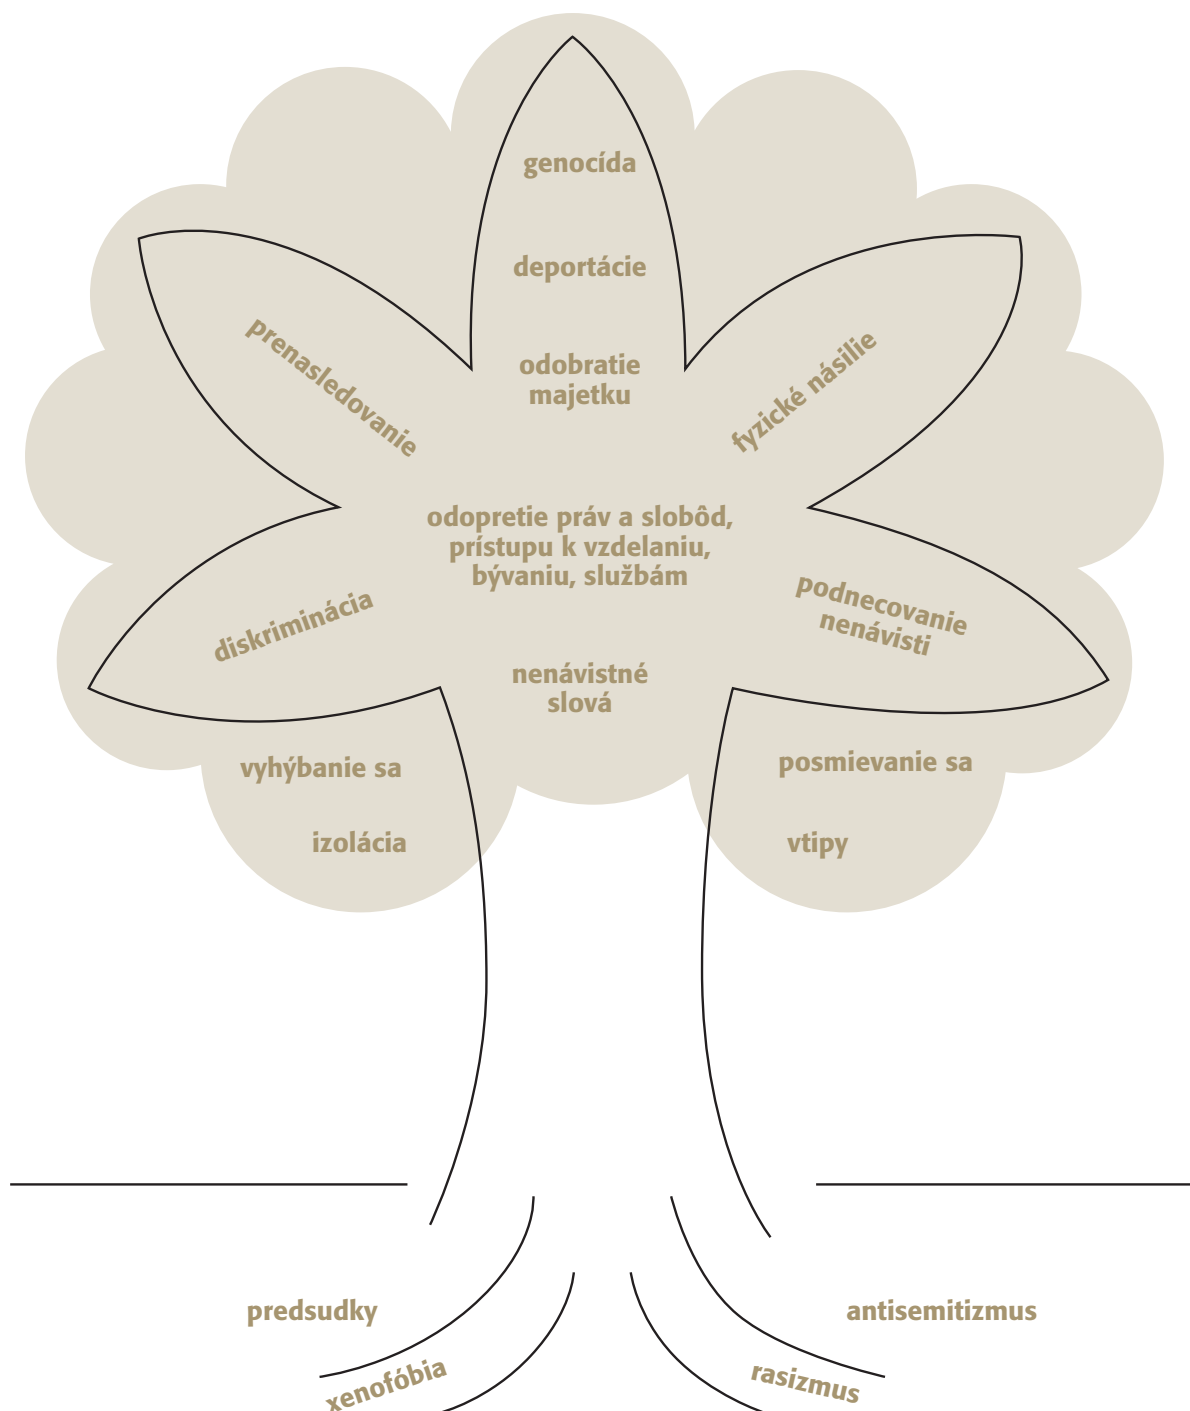 genocída
deportácie
odobratie
majetku
prenasledovanie
fyzické násilie
odopretie práv a slobôd,
prístupu k vzdelaniu,
bývaniu, službám
diskriminácia
podnecovanie
nenávisti
nenávistné
slová
vyhýbanie sa
posmievanie sa
izolácia
vtipy
predsudky
antisemitizmus
xenofóbia
rasizmus